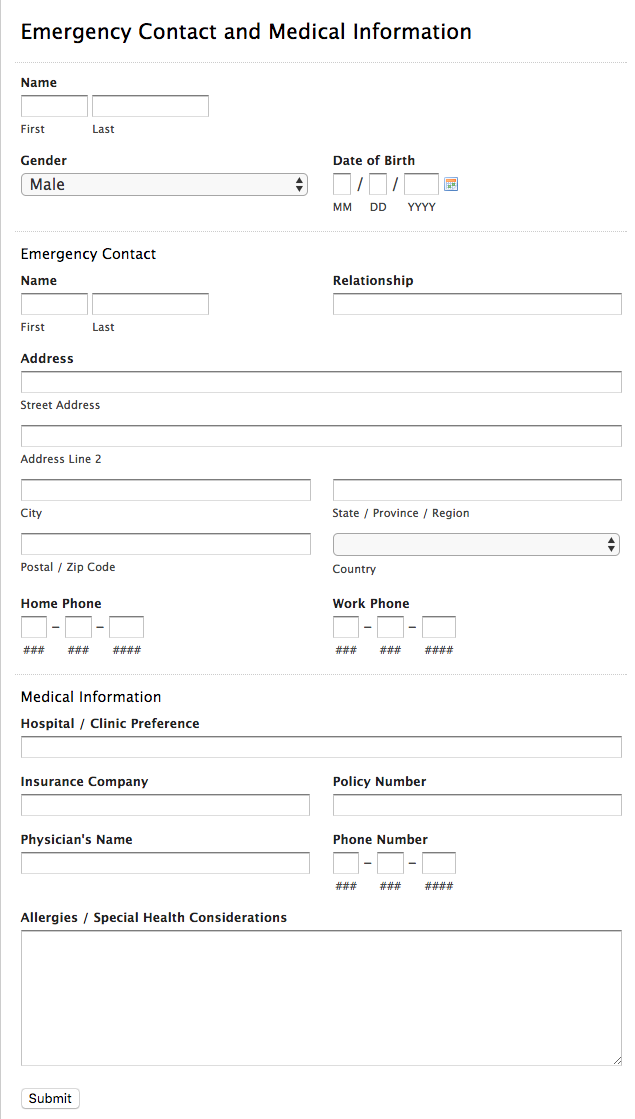 Emergency Contact and Medical Information
Name
First Last
Gender Date of Birth
Male / /
MM DD YYYY
Emergency Contact
Name Relationship
First Last
Address
Street Address
Address Line 2
City State / Province / Region
Postal / Zip Code Country
Home Phone Work Phone
– – – –
### ### #### ### ### ####
Medical Information
Hospital / Clinic Preference
Insurance Company Policy Number
Physician's Name Phone Number
– –
### ### ####
Allergies / Special Health Considerations
Submit